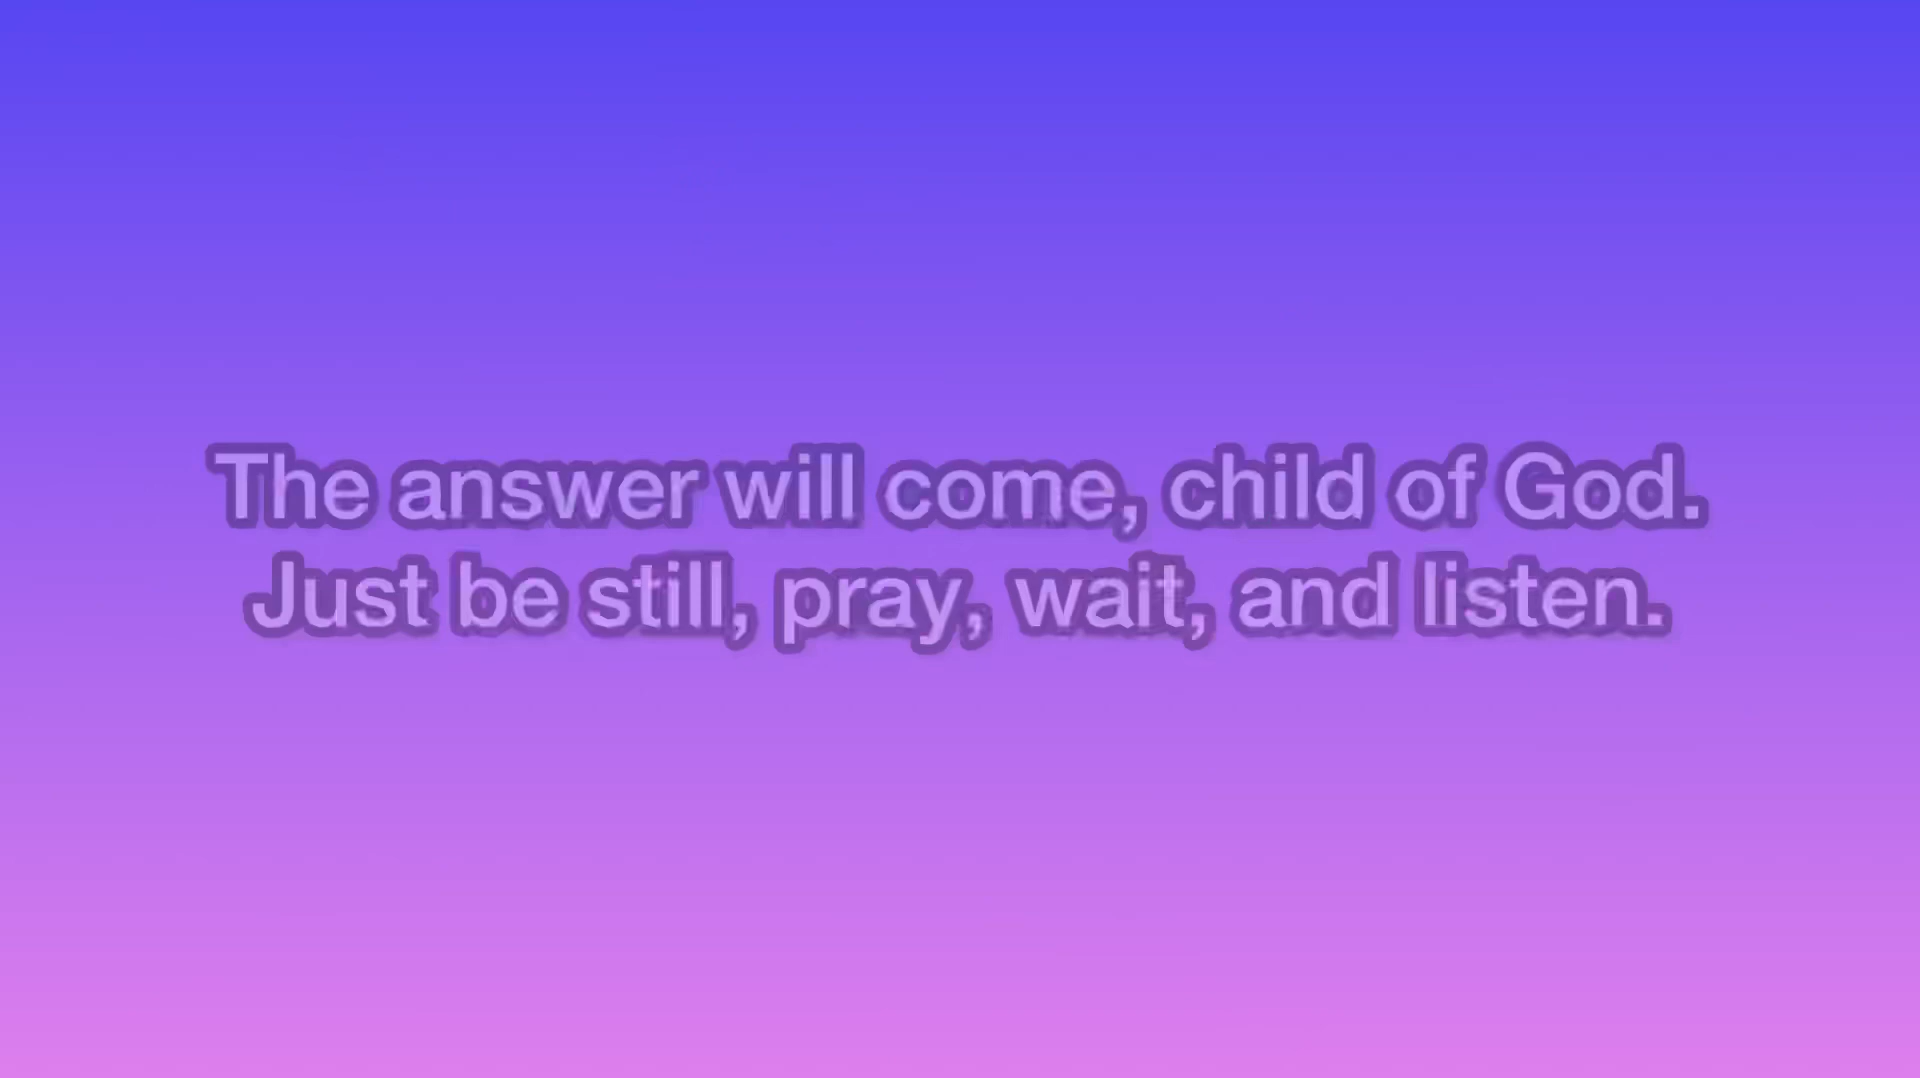 The answer will come, child of God.
Just be still, pray, wait, and listen.